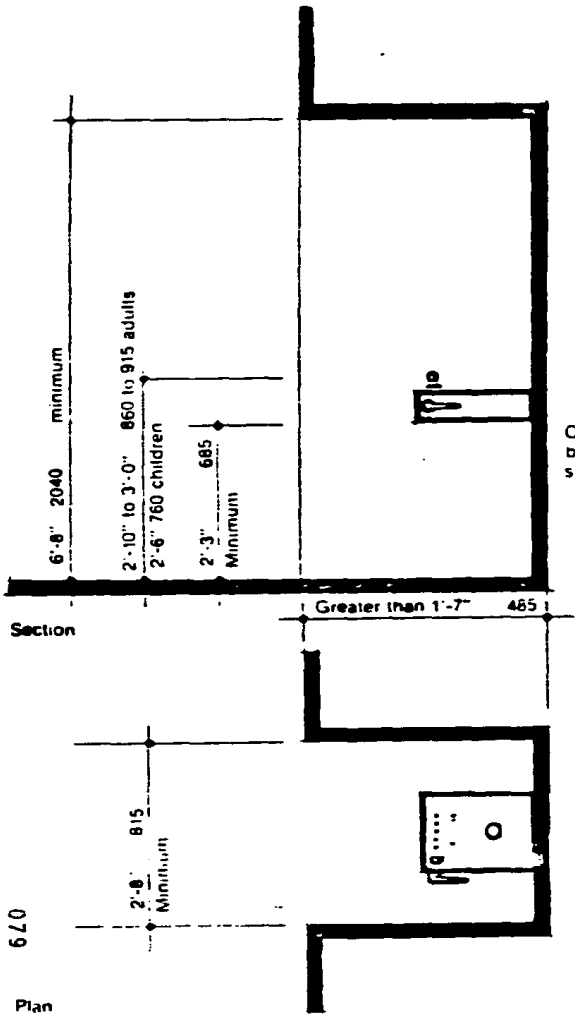 6'-8" 2040 minimum
2'-10" to 3'-0" 860 to 915 adults
2'-6" 760 children
2'-3" 685
Minimum
Section
Greater than 1'-7" 485
2'-8" 815
Minimum
079
Plan